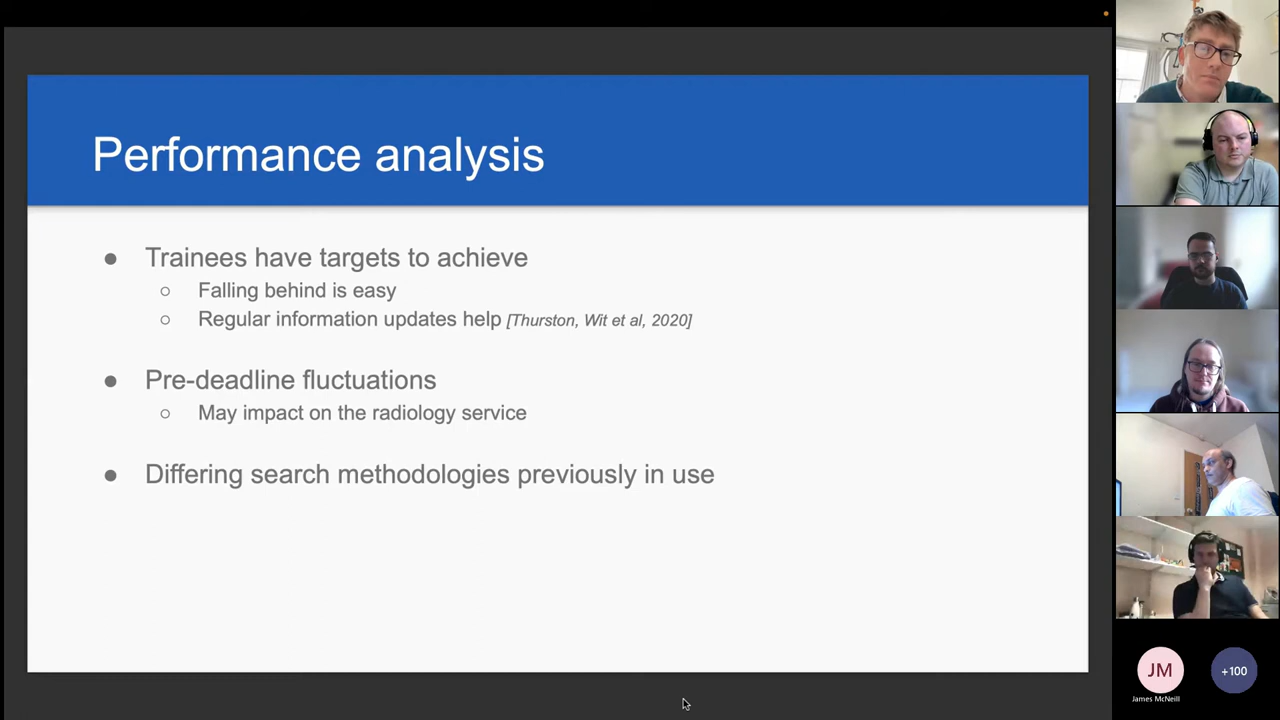 Performance analysis
● Trainees have targets to achieve
○ Falling behind is easy
○ Regular information updates help [Thurston, Wit et al, 2020]
● Pre-deadline fluctuations
○ May impact on the radiology service
● Differing search methodologies previously in use
JM
+100
James McNeill